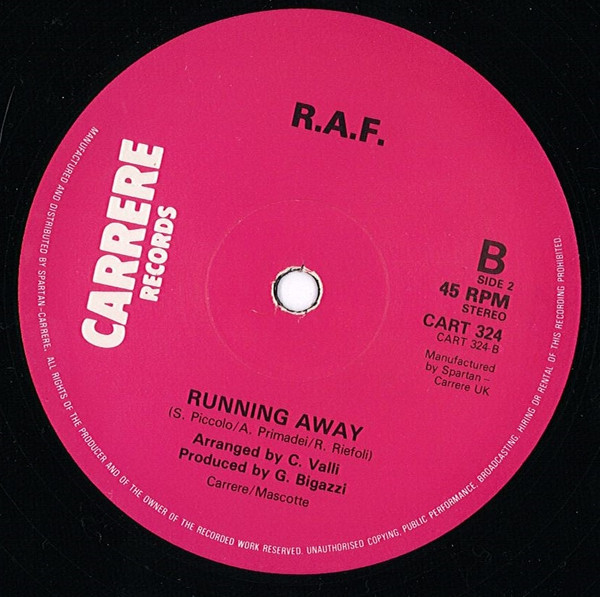 R.A.F.
CARRERE
RECORDS
B
SIDE 2
45 RPM
STEREO
CART 324
CART 324-B
Manufactured
by Spartan –
Carrere UK
RUNNING AWAY
(S. Piccolo/A. Primadei/R. Riefoli)
Arranged by C. Valli
Produced by G. Bigazzi
Carrere/Mascotte
MANUFACTURED AND DISTRIBUTED BY SPARTAN-CARRERE. ALL RIGHTS OF THE PRODUCER AND OF THE OWNER OF THE RECORDED WORK RESERVED. UNAUTHORISED COPYING, PUBLIC PERFORMANCE, BROADCASTING, HIRING OR RENTAL OF THIS RECORDING PROHIBITED.